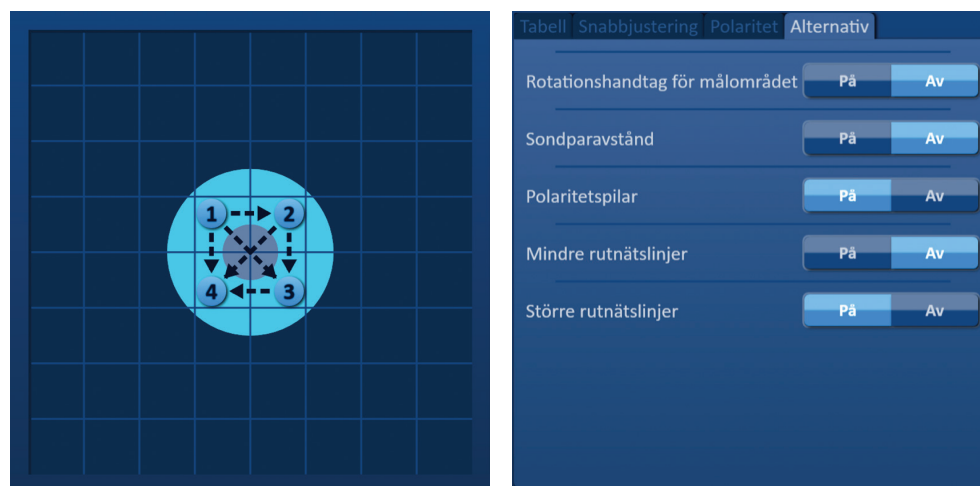 1 2
4 3
Tabell Snabbjustering Polaritet Alternativ
Rotationshandtag för målområdet På Av
Sondparavstånd På Av
Polaritetspilar På Av
Mindre rutnätslinjer På Av
Större rutnätslinjer På Av